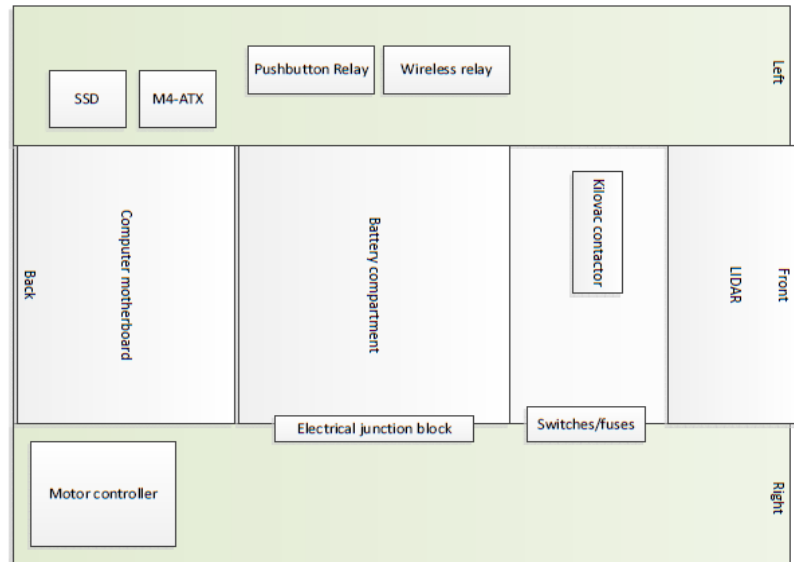 Pushbutton Relay
Wireless relay
Left
SSD
M4-ATX
Back
Computer motherboard
Battery compartment
Kilovac contactor
LIDAR
Front
Electrical junction block
Switches/fuses
Motor controller
Right